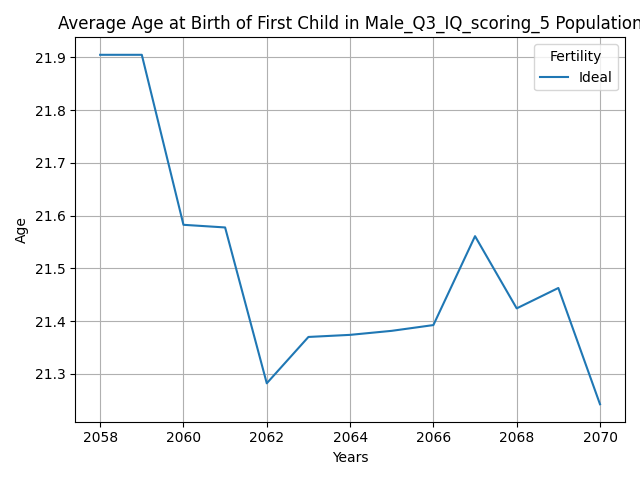 Average Age at Birth of First Child in Male_Q3_IQ_scoring_5 Population
Fertility
Ideal
21.9
21.8
21.7
21.6
21.5
21.4
21.3
Age
2058 2060 2062 2064 2066 2068 2070
Years